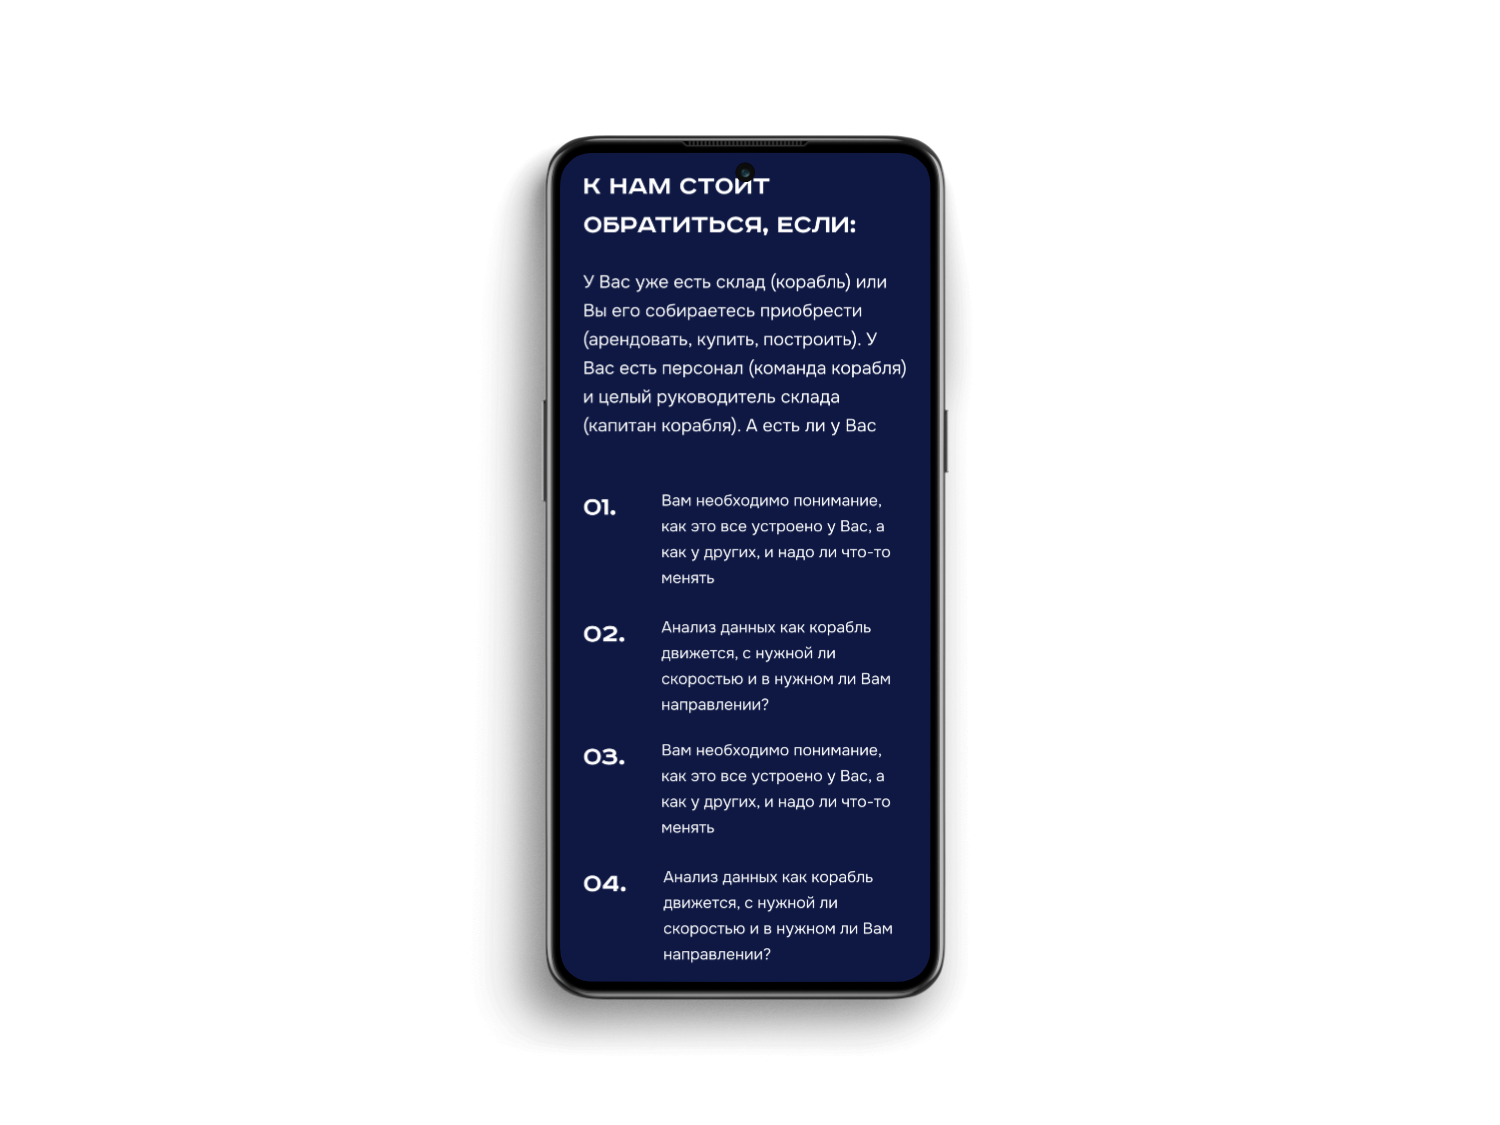 К НАМ СТОИТ
ОБРАТИТЬСЯ, ЕСЛИ:
У Вас уже есть склад (корабль) или
Вы его собираетесь приобрести
(арендовать, купить, построить). У
Вас есть персонал (команда корабля)
и целый руководитель склада
(капитан корабля). А есть ли у Вас
01.
Вам необходимо понимание,
как это все устроено у Вас, а
как у других, и надо ли что-то
менять
02.
Анализ данных как корабль
движется, с нужной ли
скоростью и в нужном ли Вам
направлении?
03.
Вам необходимо понимание,
как это все устроено у Вас, а
как у других, и надо ли что-то
менять
04.
Анализ данных как корабль
движется, с нужной ли
скоростью и в нужном ли Вам
направлении?